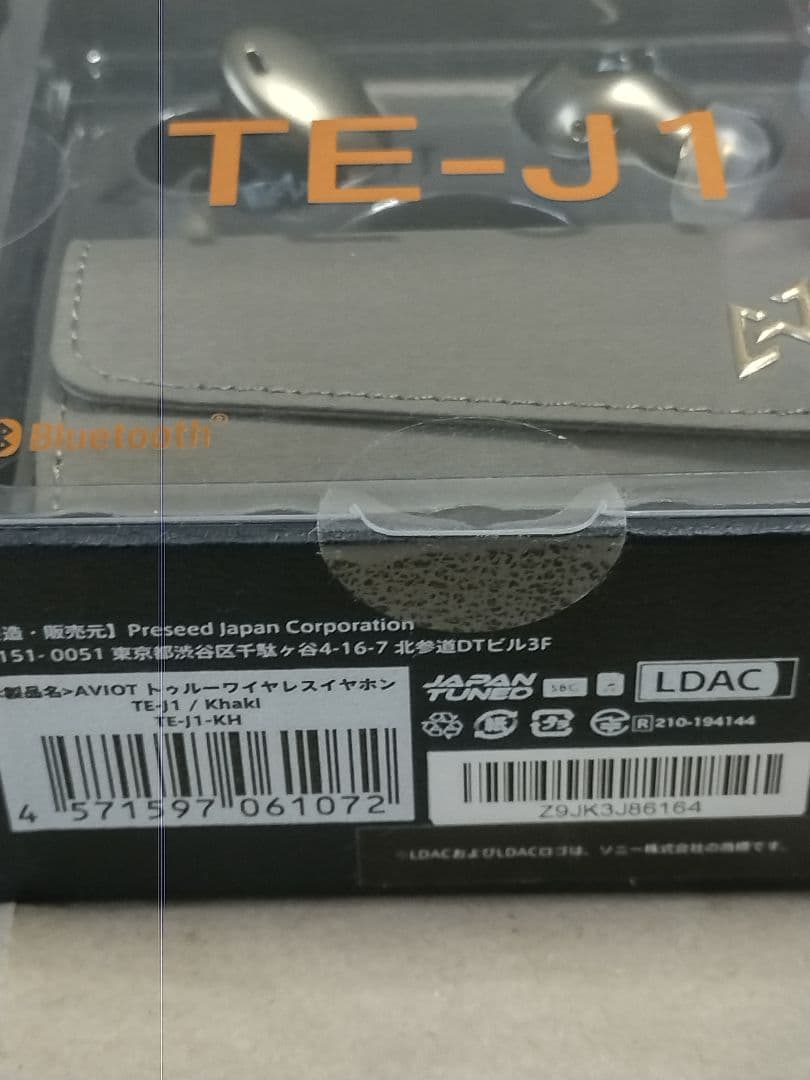 TE-J1
Bluetooth®
造・販売元】Preseed Japan Corporation
151-0051 東京都渋谷区千駄ヶ谷4-16-7 北参道DTビル3F
製品名>AVIOT トゥルーワイヤレスイヤホン
TE-J1 / Khaki
TE-J1-KH
4 571597 061072
JAPAN TUNED
SBC
LDAC
R 210-194144
Z9JK3J86164
※LDACおよびLDACロゴは、ソニー株式会社の商標です。